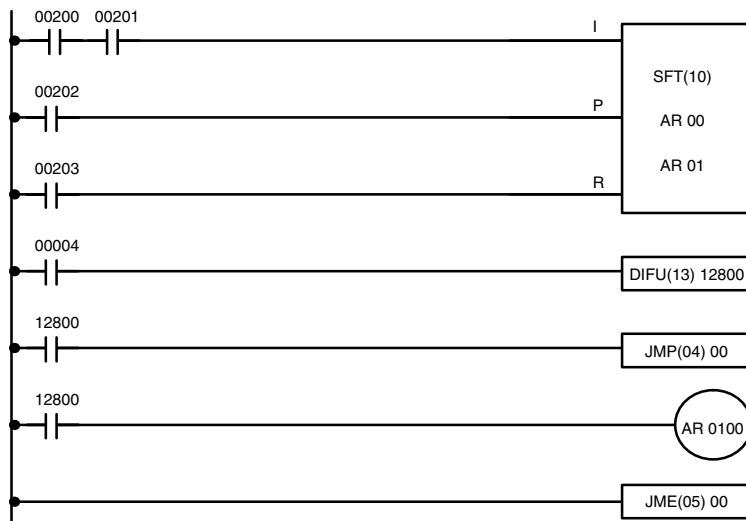 00200 00201
I
SFT(10)
00202
P
AR 00
00203
R
AR 01
00004
DIFU(13) 12800
12800
JMP(04) 00
12800
AR 0100
JME(05) 00